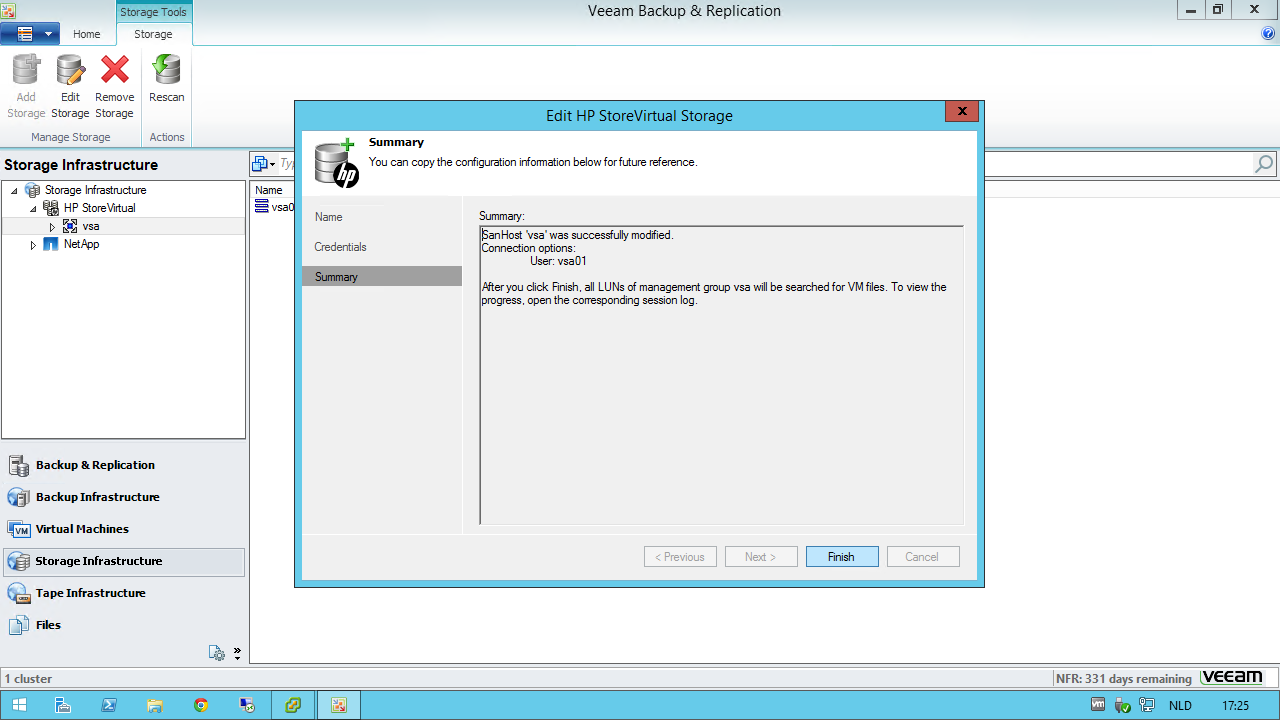 Storage Tools
Veeam Backup & Replication
Home
Storage
Add Storage
Edit Storage
Remove Storage
Rescan
Manage Storage
Actions
Storage Infrastructure
Storage Infrastructure
HP StoreVirtual
vsa
NetApp
Name
Edit HP StoreVirtual Storage
hp
Summary
You can copy the configuration information below for future reference.
Name
Credentials
Summary
Summary:
SanHost 'vsa' was successfully modified.
Connection options:
User: vsa01
After you click Finish, all LUNs of management group vsa will be searched for VM files. To view the
progress, open the corresponding session log.
< Previous
Next >
Finish
Cancel
Backup & Replication
Backup Infrastructure
Virtual Machines
Storage Infrastructure
Tape Infrastructure
Files
1 cluster
NFR: 331 days remaining
veeam
NLD
17:25